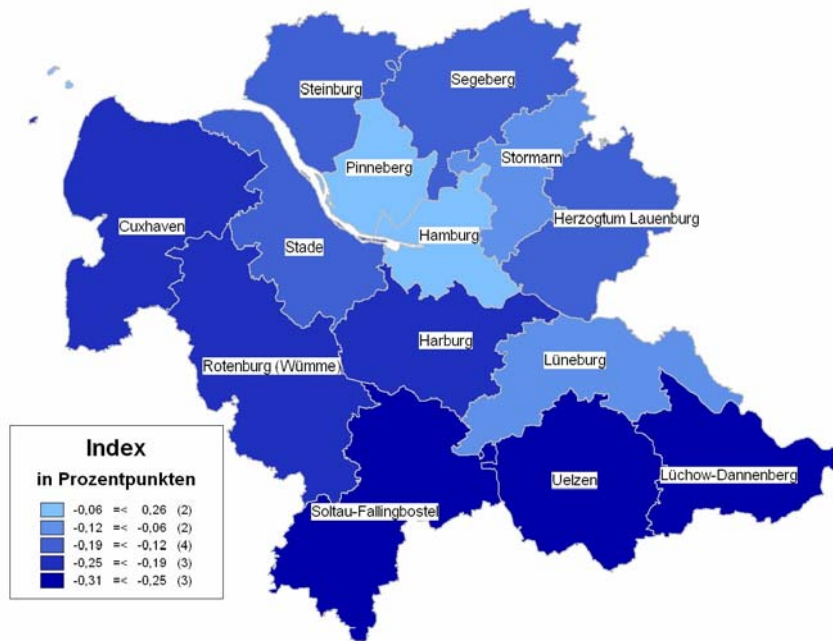 Steinburg
Segeberg
Pinneberg
Stormarn
Cuxhaven
Stade
Hamburg
Herzogtum Lauenburg
Rotenburg (Wümme)
Harburg
Lüneburg
Uelzen
Lüchow-Dannenberg
Soltau-Fallingbostel
Index
in Prozentpunkten
-0,06 =< 0,26 (2)
-0,12 =< -0,06 (2)
-0,19 =< -0,12 (4)
-0,25 =< -0,19 (3)
-0,31 =< -0,25 (3)